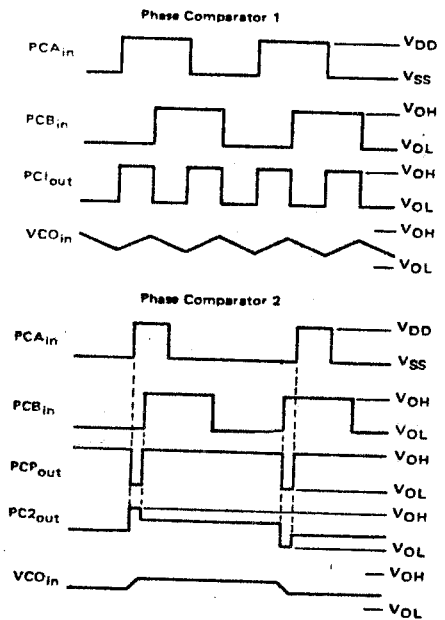 Phase Comparator 1
PCAin VDD
VSS
PCBin VOH
VOL
PC1out VOH
VOL
VCOin VOH
VOL
Phase Comparator 2
PCAin VDD
VSS
PCBin VOH
VOL
PCPout VOH
VOL
PC2out VOH
VOL
VCOin VOH
VOL